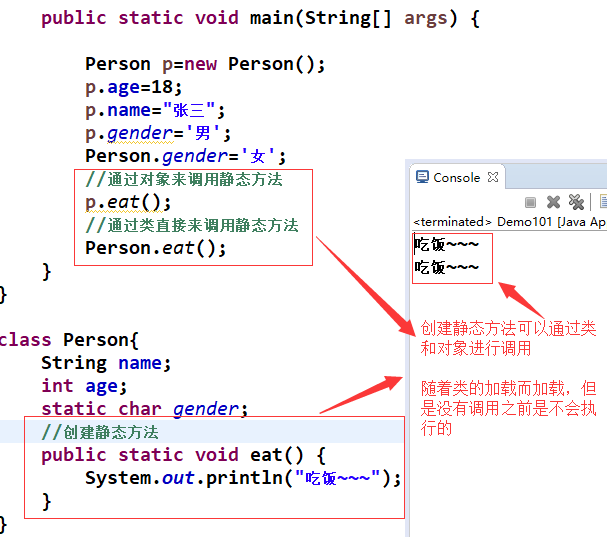 public static void main(String[] args) {
Person p=new Person();
p.age=18;
p.name="张三";
p.gender='男';
Person.gender='女';
//通过对象来调用静态方法
p.eat();
//通过类直接来调用静态方法
Person.eat();
}
}
class Person{
String name;
int age;
static char gender;
//创建静态方法
public static void eat() {
System.out.println("吃饭~~~");
}
}
Console
<terminated> Demo101 [Java Ap
吃饭~~~
吃饭~~~
创建静态方法可以通过类
和对象进行调用
随着类的加载而加载，但
是没有调用之前是不会执
行的